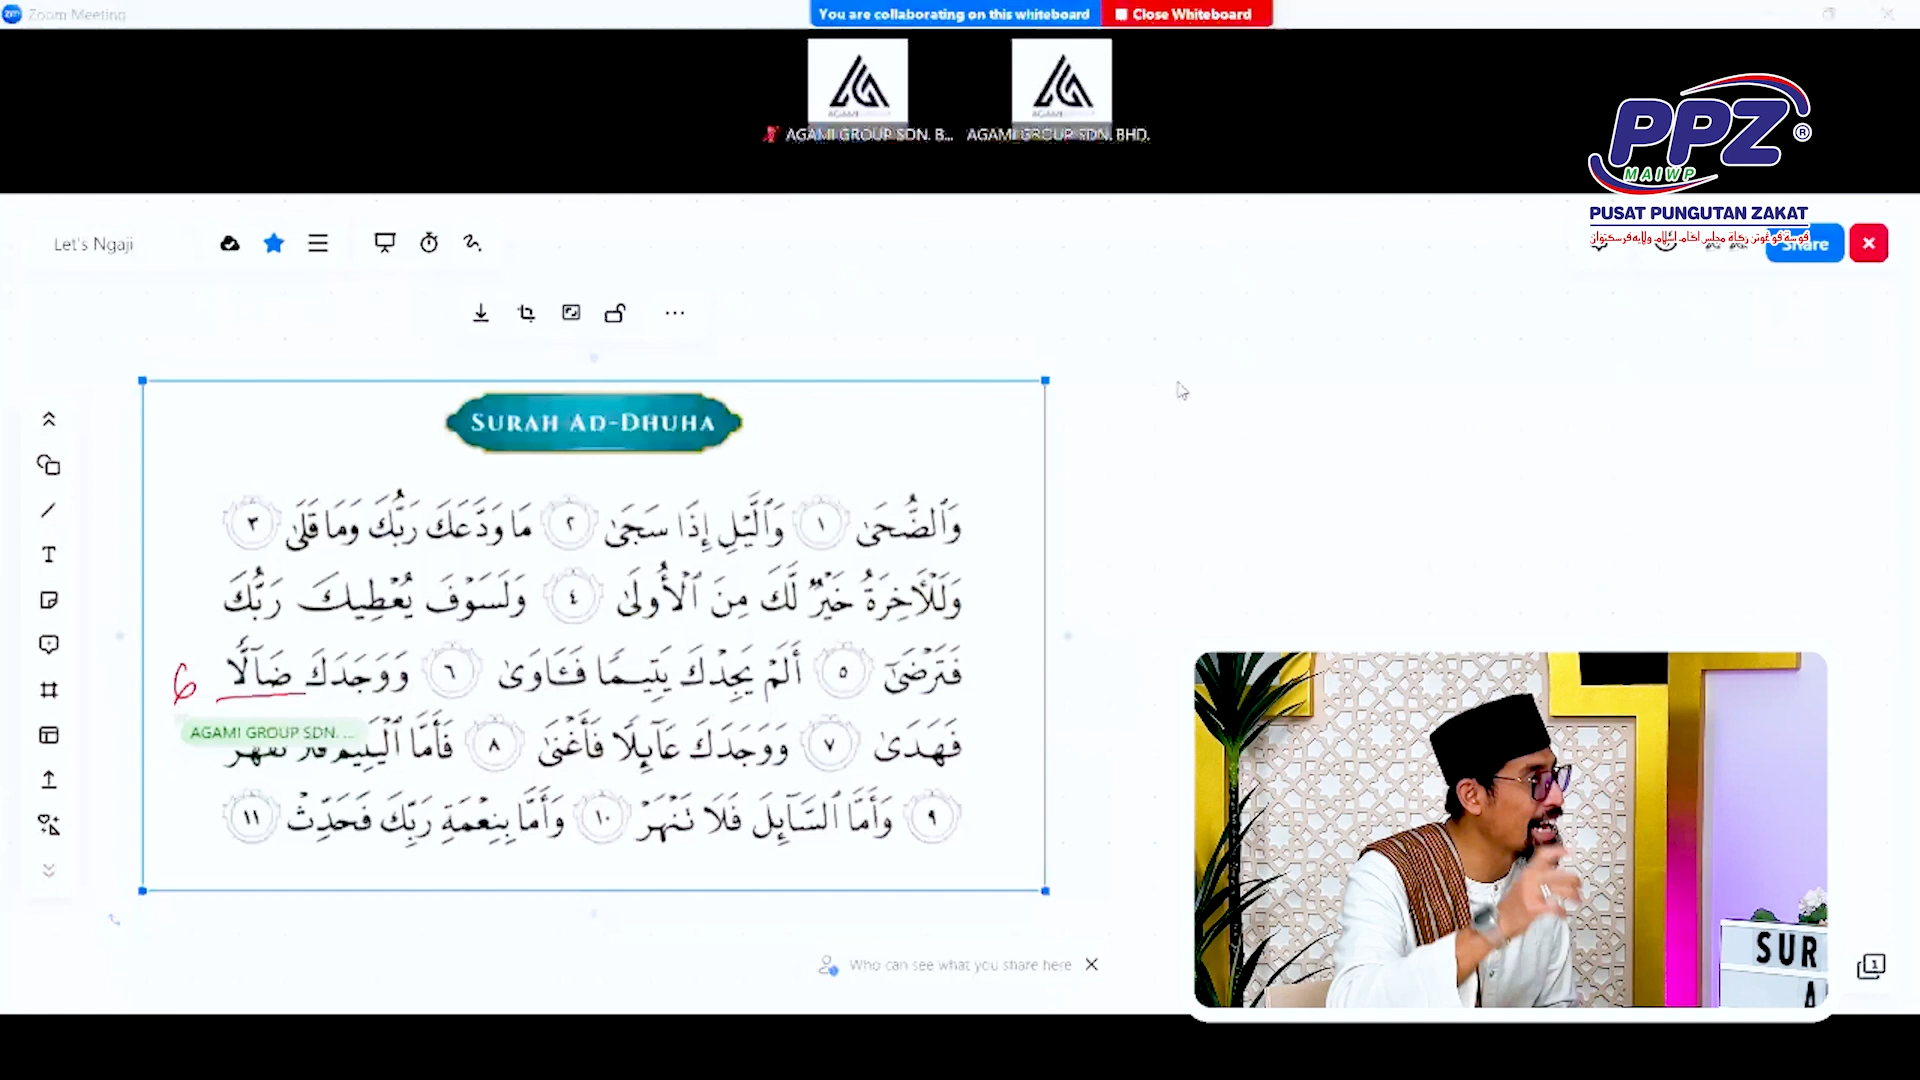 Zoom Meeting
You are collaborating on this whiteboard
Close Whiteboard
AGAMI GROUP SDN. B...
AGAMI GROUP SDN. BHD.
PPZ®
MAIWP
PUSAT PUNGUTAN ZAKAT
Let's Ngaji
Share
SURAH AD-DHUHA
وَٱلضُّحَىٰ ١ وَٱلَّيْلِ إِذَا سَجَىٰ ٢ مَا وَدَّعَكَ رَبُّكَ وَمَا قَلَىٰ ٣
وَلَلْأَخِرَةُ خَيْرٌ لَّكَ مِنَ ٱلْأُولَىٰ ٤ وَلَسَوْفَ يُعْطِيكَ رَبُّكَ
فَتَرْضَىٰٓ ٥ أَلَمْ يَجِدْكَ يَتِيمًا فَـَٔاوَىٰ ٦ وَوَجَدَكَ ضَآلًّا
6
AGAMI GROUP SDN. ...
فَهَدَىٰ ٧ وَوَجَدَكَ عَآئِلًا فَأَغْنَىٰ ٨ فَأَمَّا ٱلْيَتِيمَ
٩ وَأَمَّا ٱلسَّآئِلَ فَلَا تَنْهَرْ ١٠ وَأَمَّا بِنِعْمَةِ رَبِّكَ فَحَدِّثْ ١١
Who can see what you share here
SUR
A
1